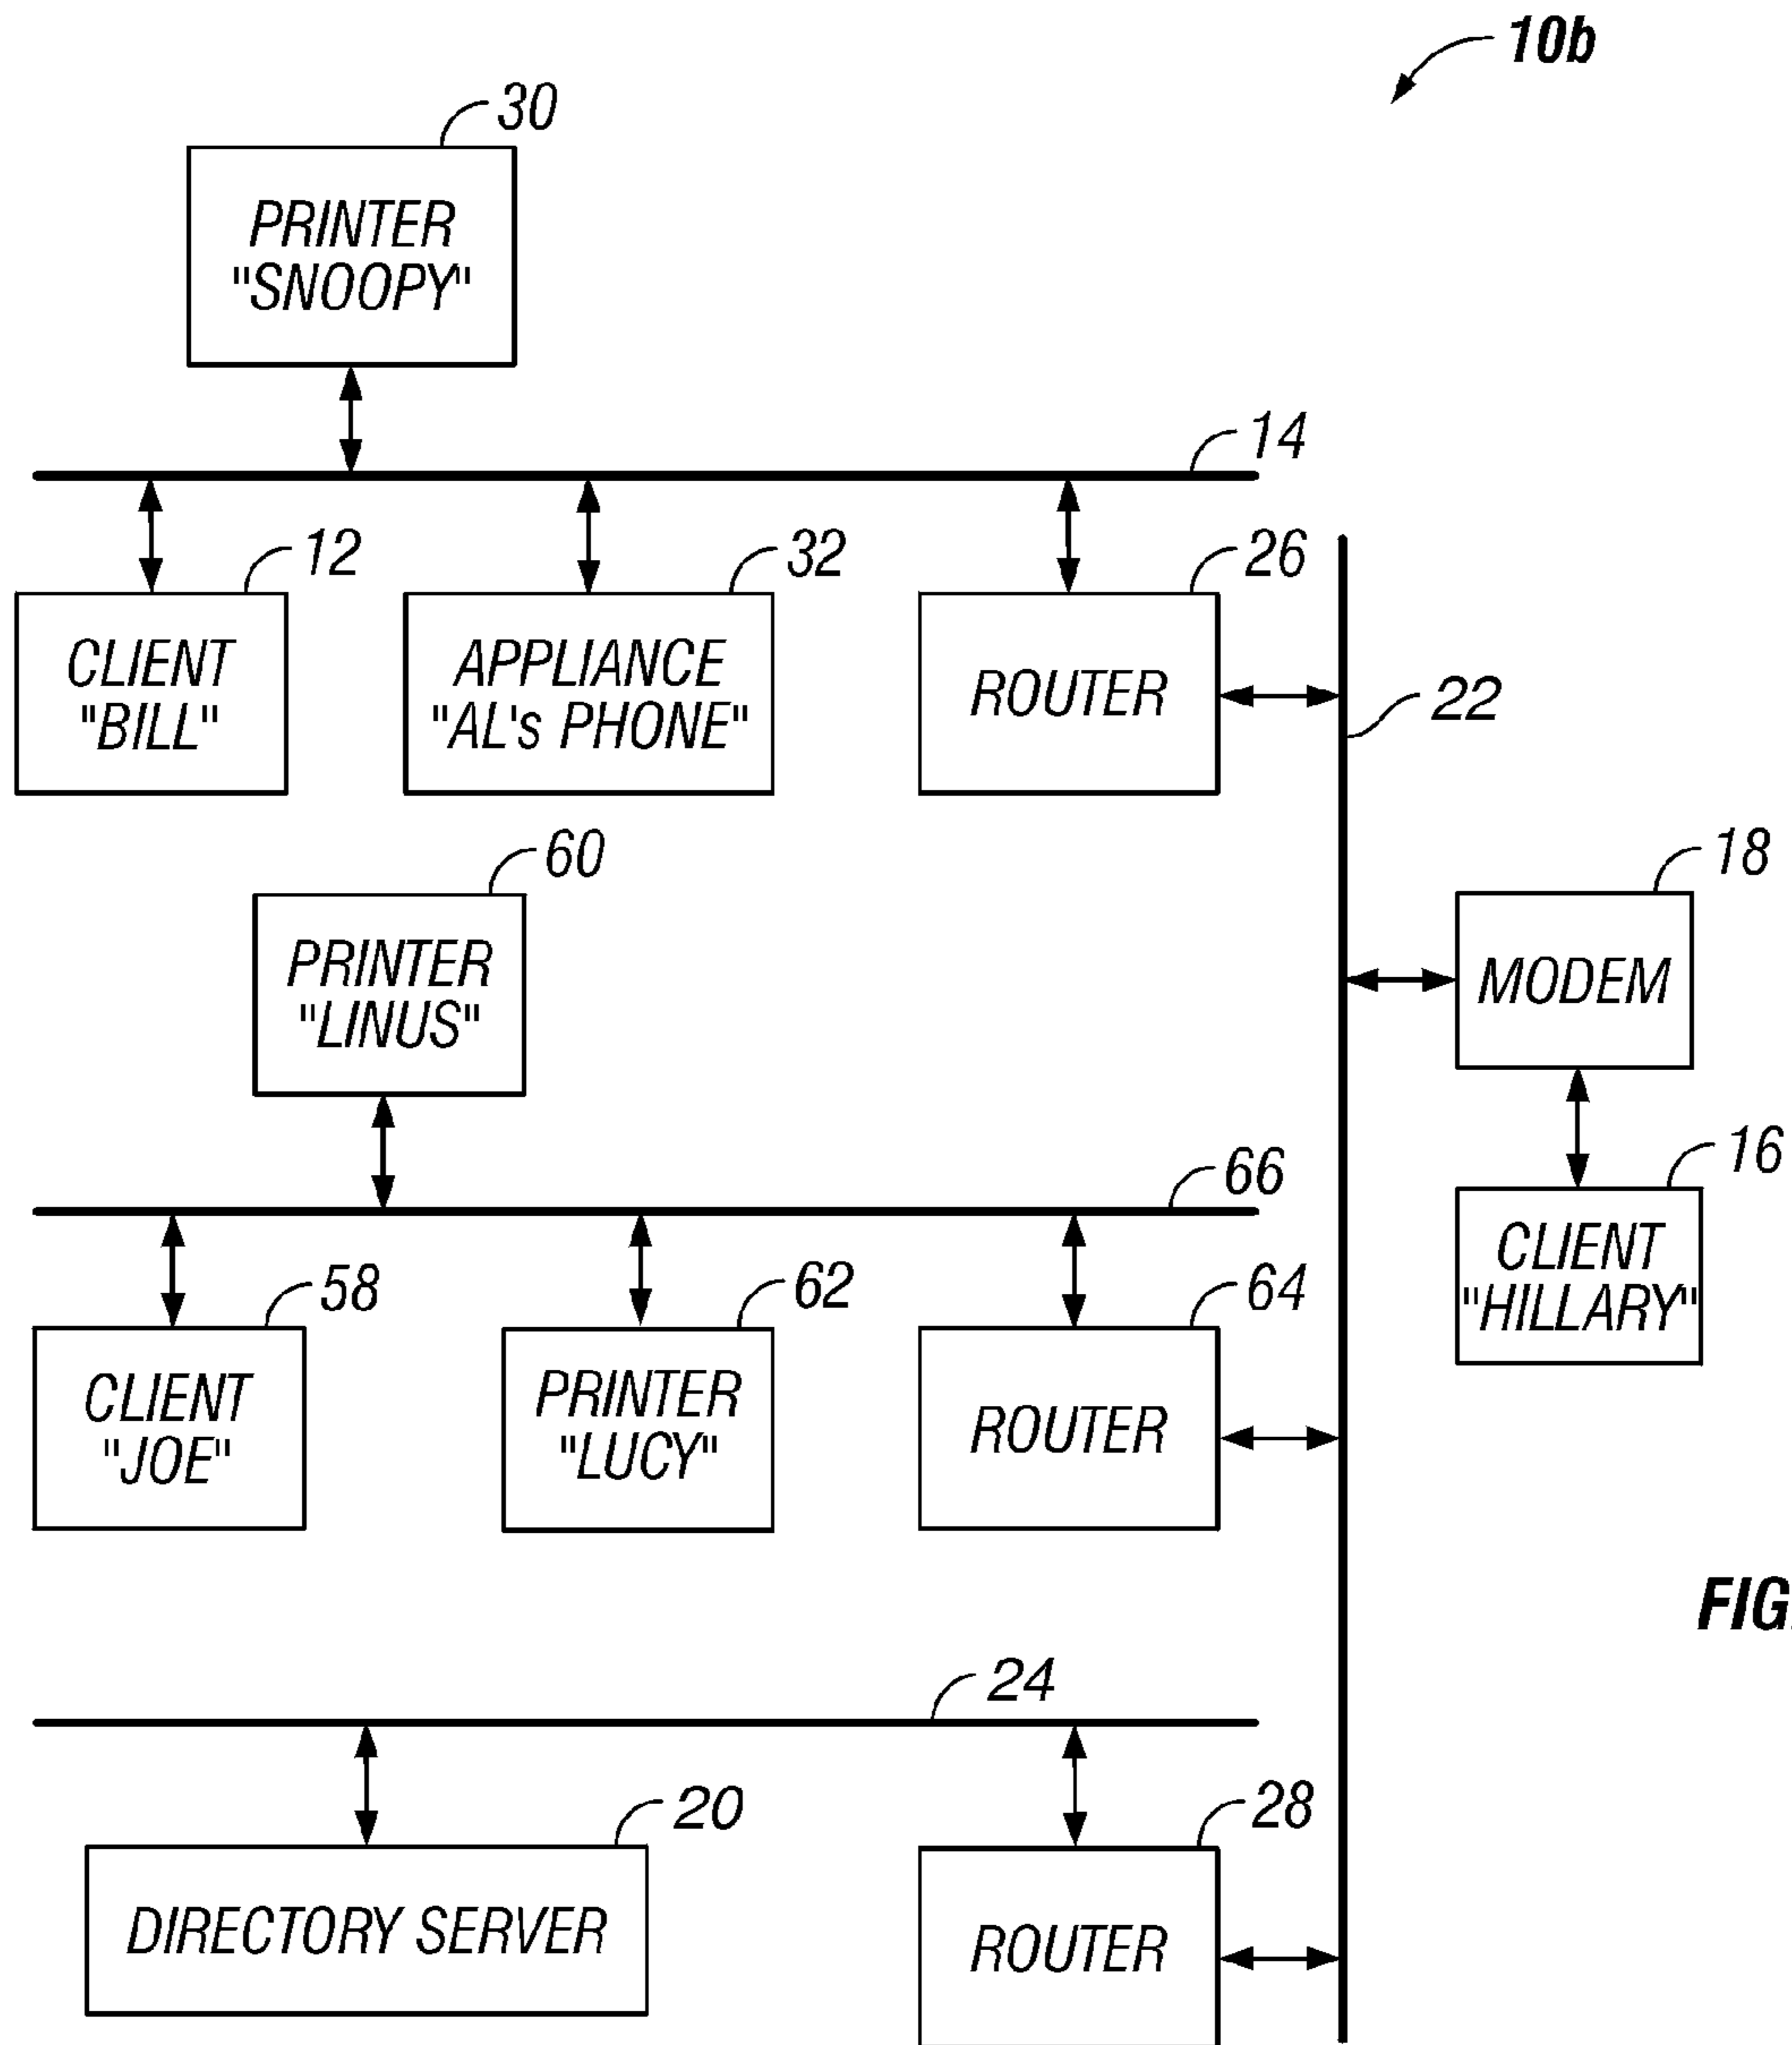 10b
30
PRINTER
"SNOOPY"
14
12
32
26
CLIENT
"BILL"
APPLIANCE
"AL's PHONE"
ROUTER
22
60
18
PRINTER
"LINUS"
MODEM
66
16
58
62
64
CLIENT
"HILLARY"
CLIENT
"JOE"
PRINTER
"LUCY"
ROUTER
FIG.
24
20
28
DIRECTORY SERVER
ROUTER